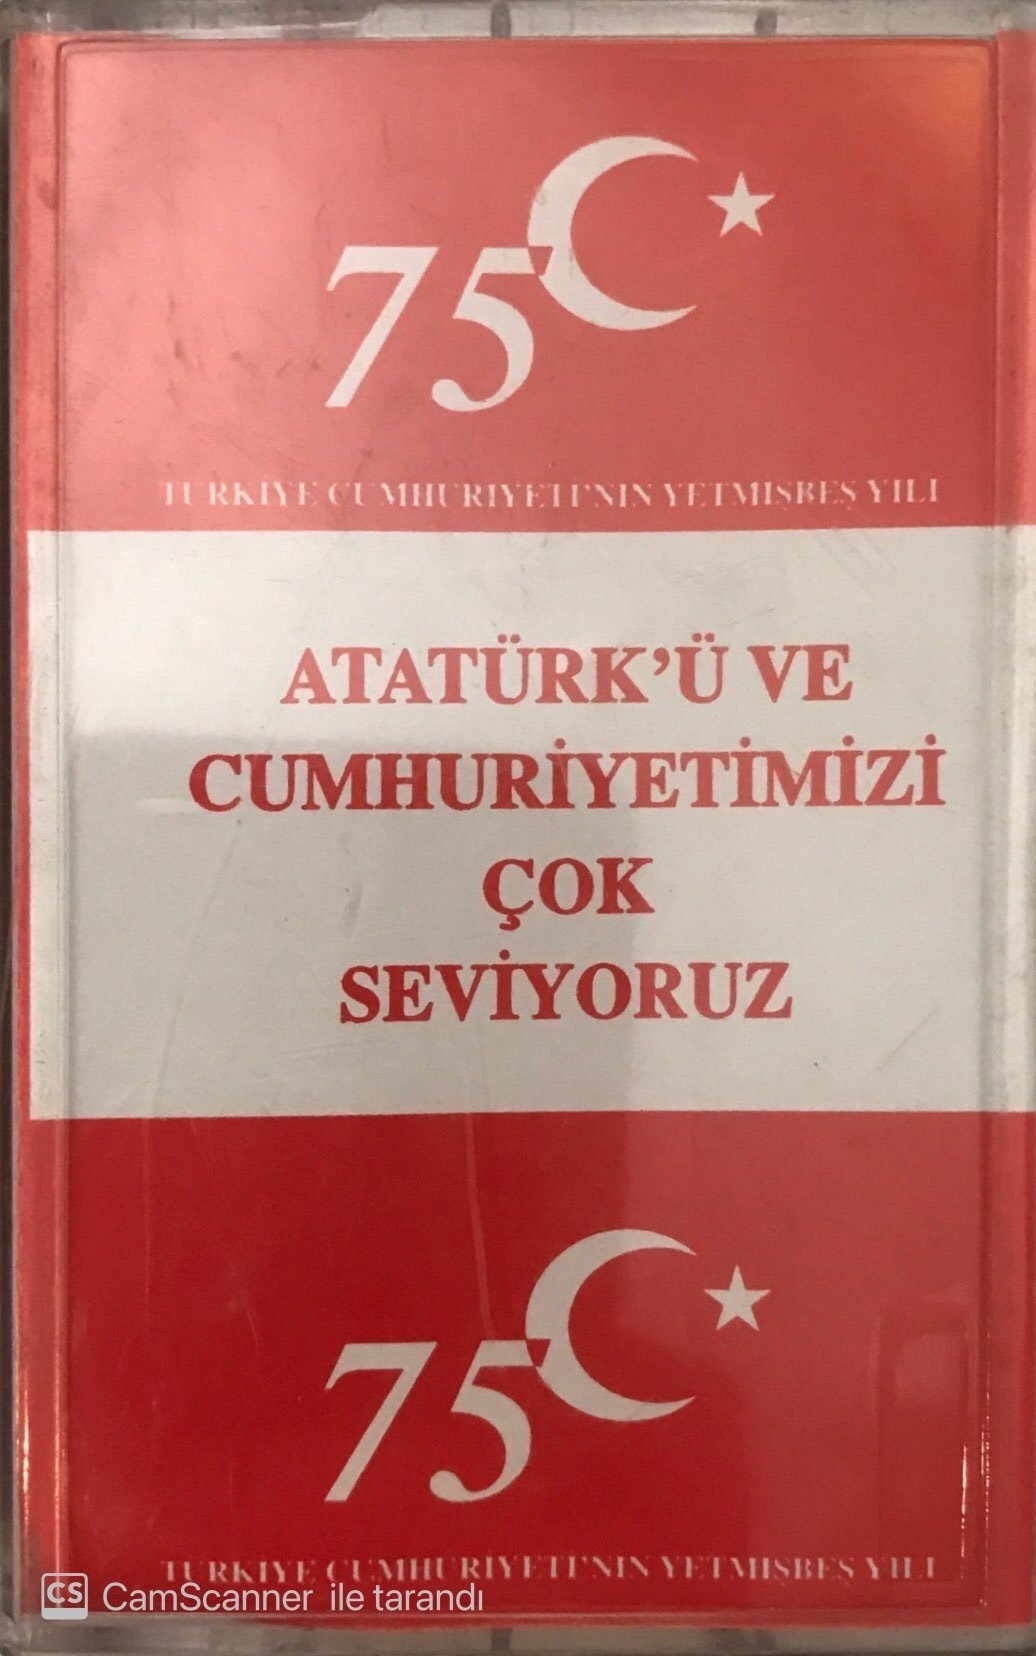 75
TÜRKİYE CUMHURİYETİ'NİN YETMİŞBEŞ YILI
ATATÜRK'Ü VE
CUMHURİYETİMİZİ
ÇOK
SEVİYORUZ
75
TÜRKİYE CUMHURİYETİ'NİN YETMİŞBEŞ YILI
CS CamScanner ile tarandı